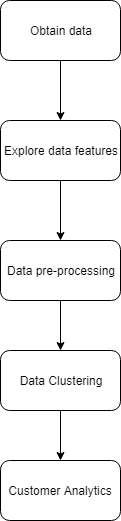 Obtain data
Explore data features
Data pre-processing
Data Clustering
Customer Analytics